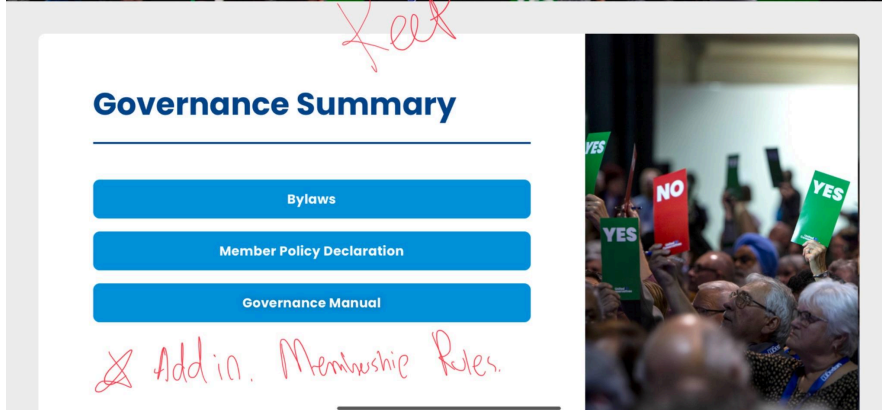 Keep
Governance Summary
Bylaws
Member Policy Declaration
Governance Manual
Add in. Membership Rules.
YES
NO
YES
YES